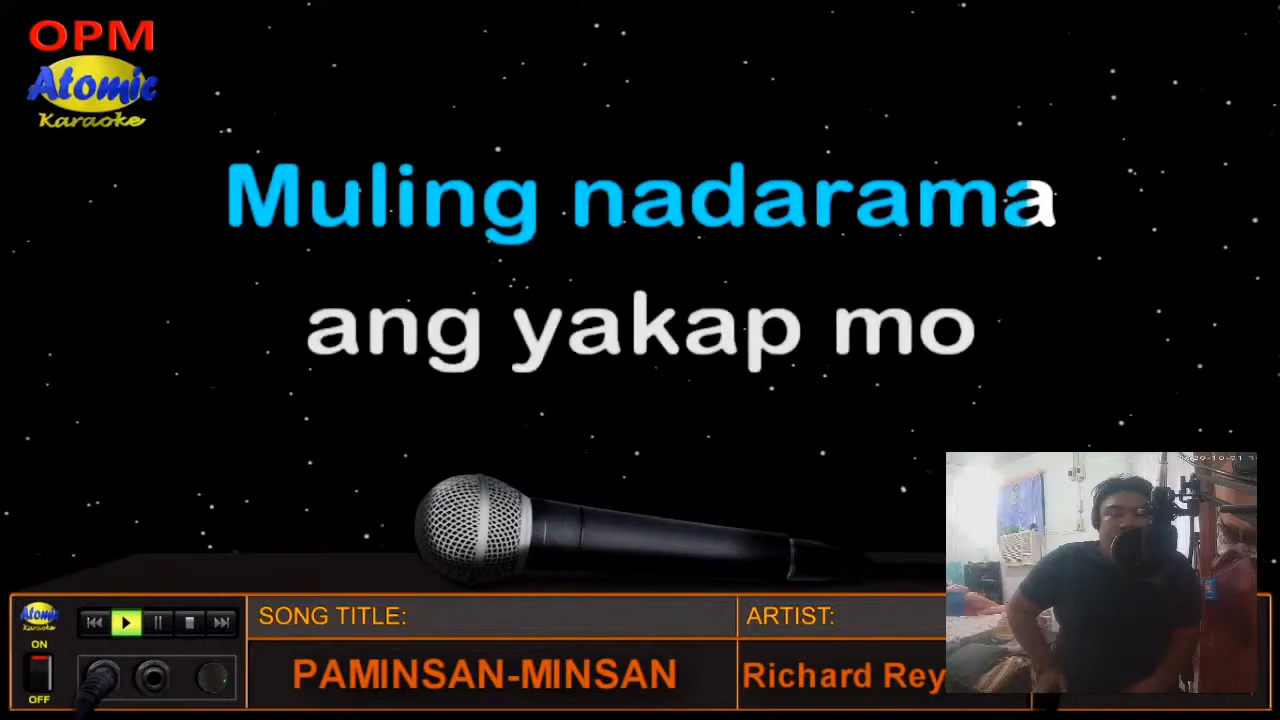 OPM
Atomic
Karaoke
Muling nadarama
ang yakap mo
Atomic
Karaoke
ON
OFF
SONG TITLE:
ARTIST:
PAMINSAN-MINSAN
Richard Rey